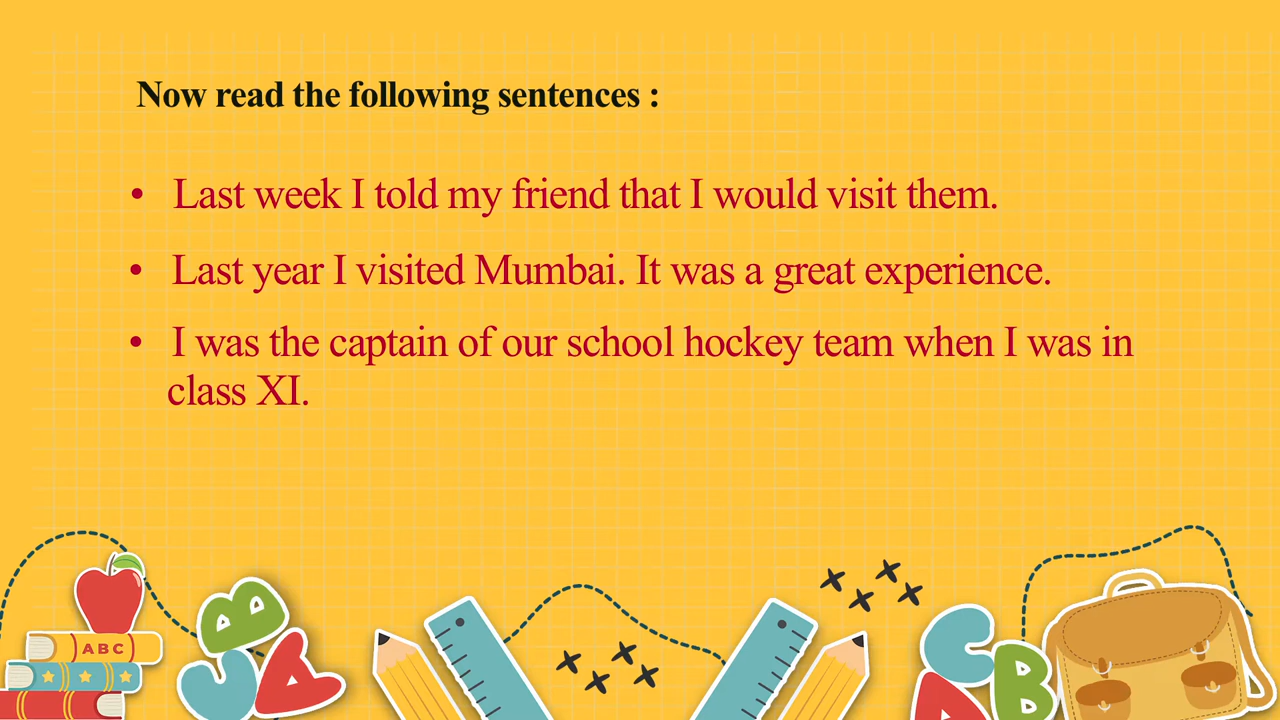 Now read the following sentences :
• Last week I told my friend that I would visit them.
• Last year I visited Mumbai. It was a great experience.
• I was the captain of our school hockey team when I was in
class XI.
ABC
B
C
A
C
B
A